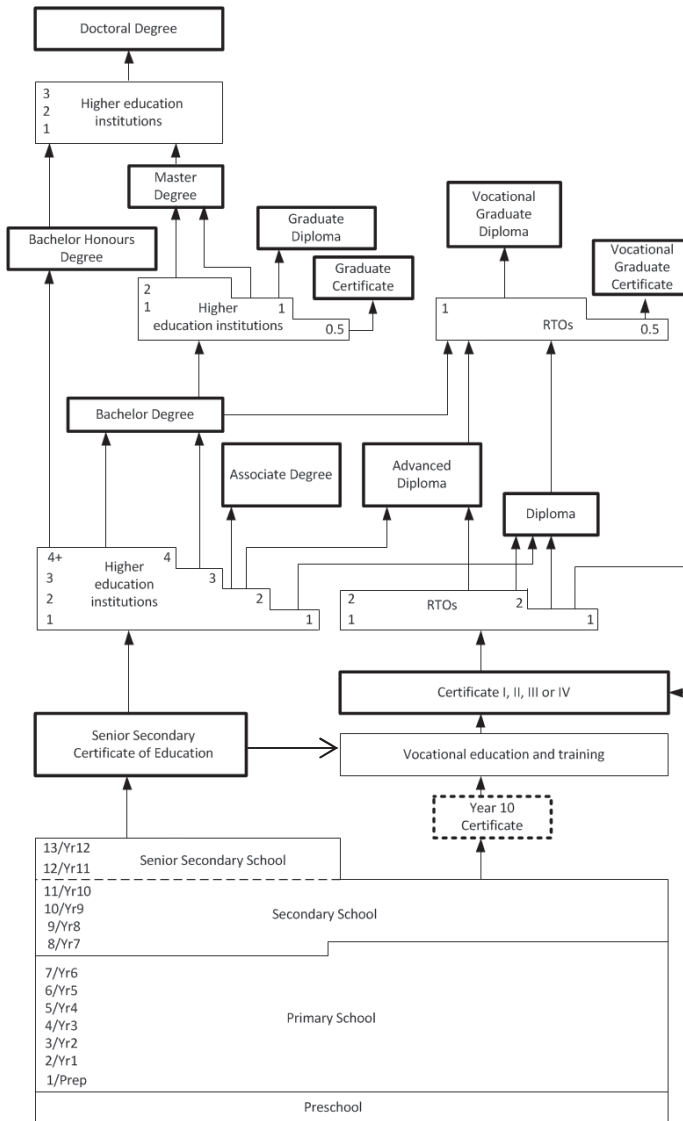 Doctoral Degree
3
2
1
Higher education
institutions
Master
Degree
Vocational
Graduate
Diploma
Graduate
Diploma
Bachelor Honours
Degree
Vocational
Graduate
Certificate
Graduate
Certificate
2
1
Higher
education institutions
1
0.5
1
RTOs
0.5
Bachelor Degree
Associate Degree
Advanced
Diploma
Diploma
4+
3
2
1
Higher
education
institutions
4
3
2
1
2
1
RTOs
2
1
Certificate I, II, III or IV
Senior Secondary
Certificate of Education
Vocational education and training
Year 10
Certificate
13/Yr12
12/Yr11
Senior Secondary School
11/Yr10
10/Yr9
9/Yr8
8/Yr7
Secondary School
7/Yr6
6/Yr5
5/Yr4
4/Yr3
3/Yr2
2/Yr1
1/Prep
Primary School
Preschool